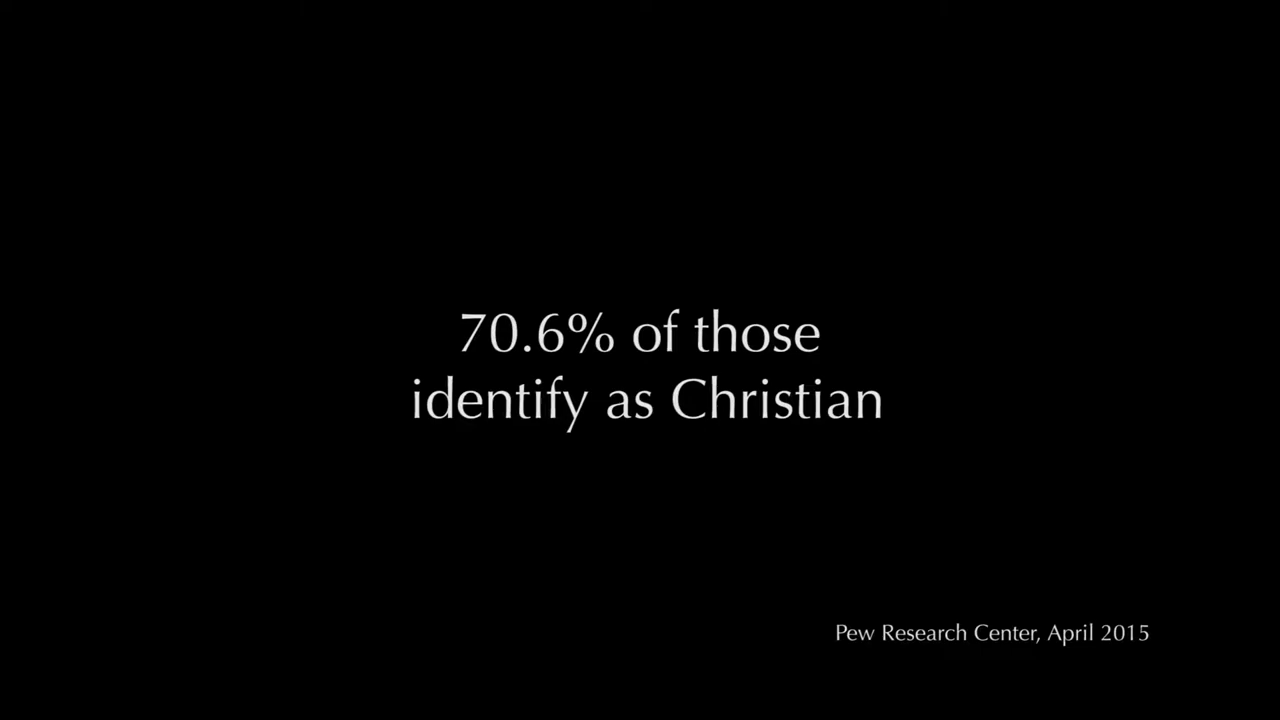 70.6% of those
identify as Christian
Pew Research Center, April 2015